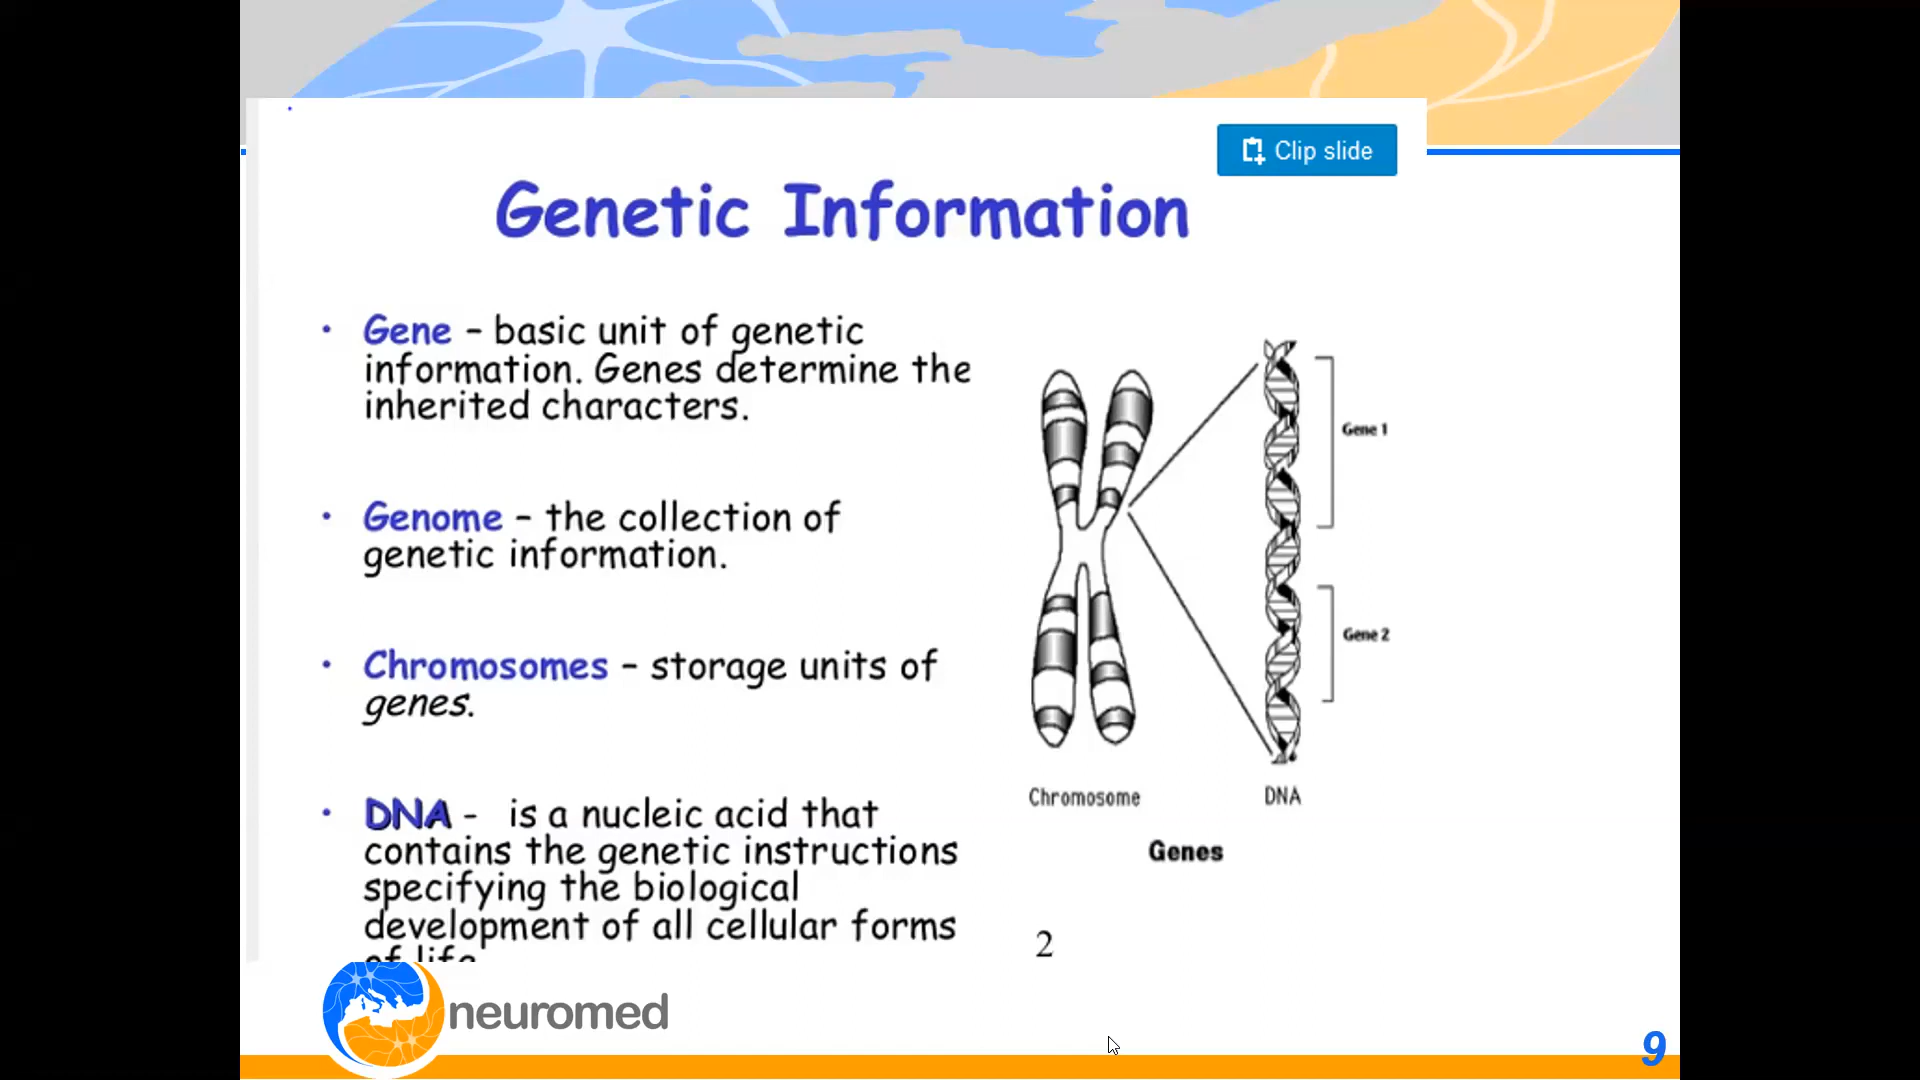 Clip slide
Genetic Information
• Gene – basic unit of genetic
information. Genes determine the
inherited characters.
• Genome – the collection of
genetic information.
• Chromosomes – storage units of
genes.
• DNA - is a nucleic acid that
contains the genetic instructions
specifying the biological
development of all cellular forms
of life
Gene 1
Gene 2
Chromosome
DNA
Genes
2
neuromed
9